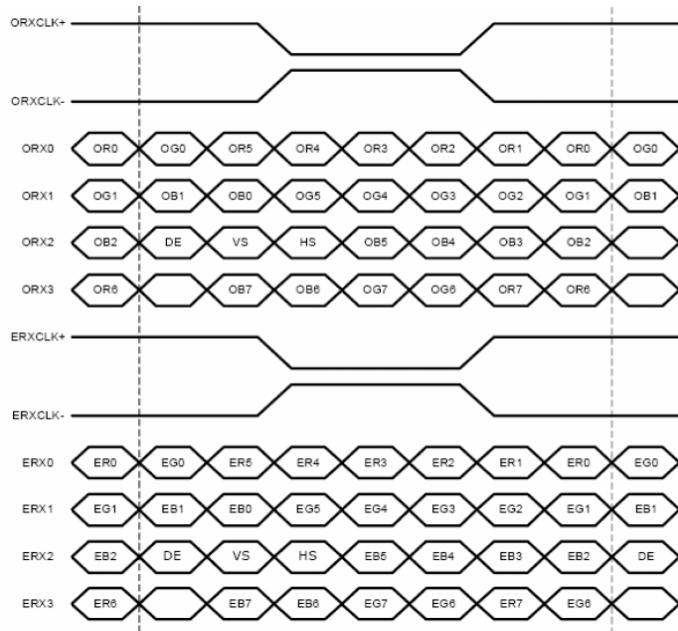 ORXCLK+
ORXCLK-
ORX0 OR0 OG0 OR5 OR4 OR3 OR2 OR1 OR0 OG0
ORX1 OG1 OB1 OB0 OG5 OG4 OG3 OG2 OG1 OB1
ORX2 OB2 DE VS HS OB5 OB4 OB3 OB2
ORX3 OR6 OB7 OB6 OG7 OG6 OR7 OR6
ERXCLK+
ERXCLK-
ERX0 ER0 EG0 ER5 ER4 ER3 ER2 ER1 ER0 EG0
ERX1 EG1 EB1 EB0 EG5 EG4 EG3 EG2 EG1 EB1
ERX2 EB2 DE VS HS EB5 EB4 EB3 EB2 DE
ERX3 ER6 EB7 EB6 EG7 EG6 ER7 EG6